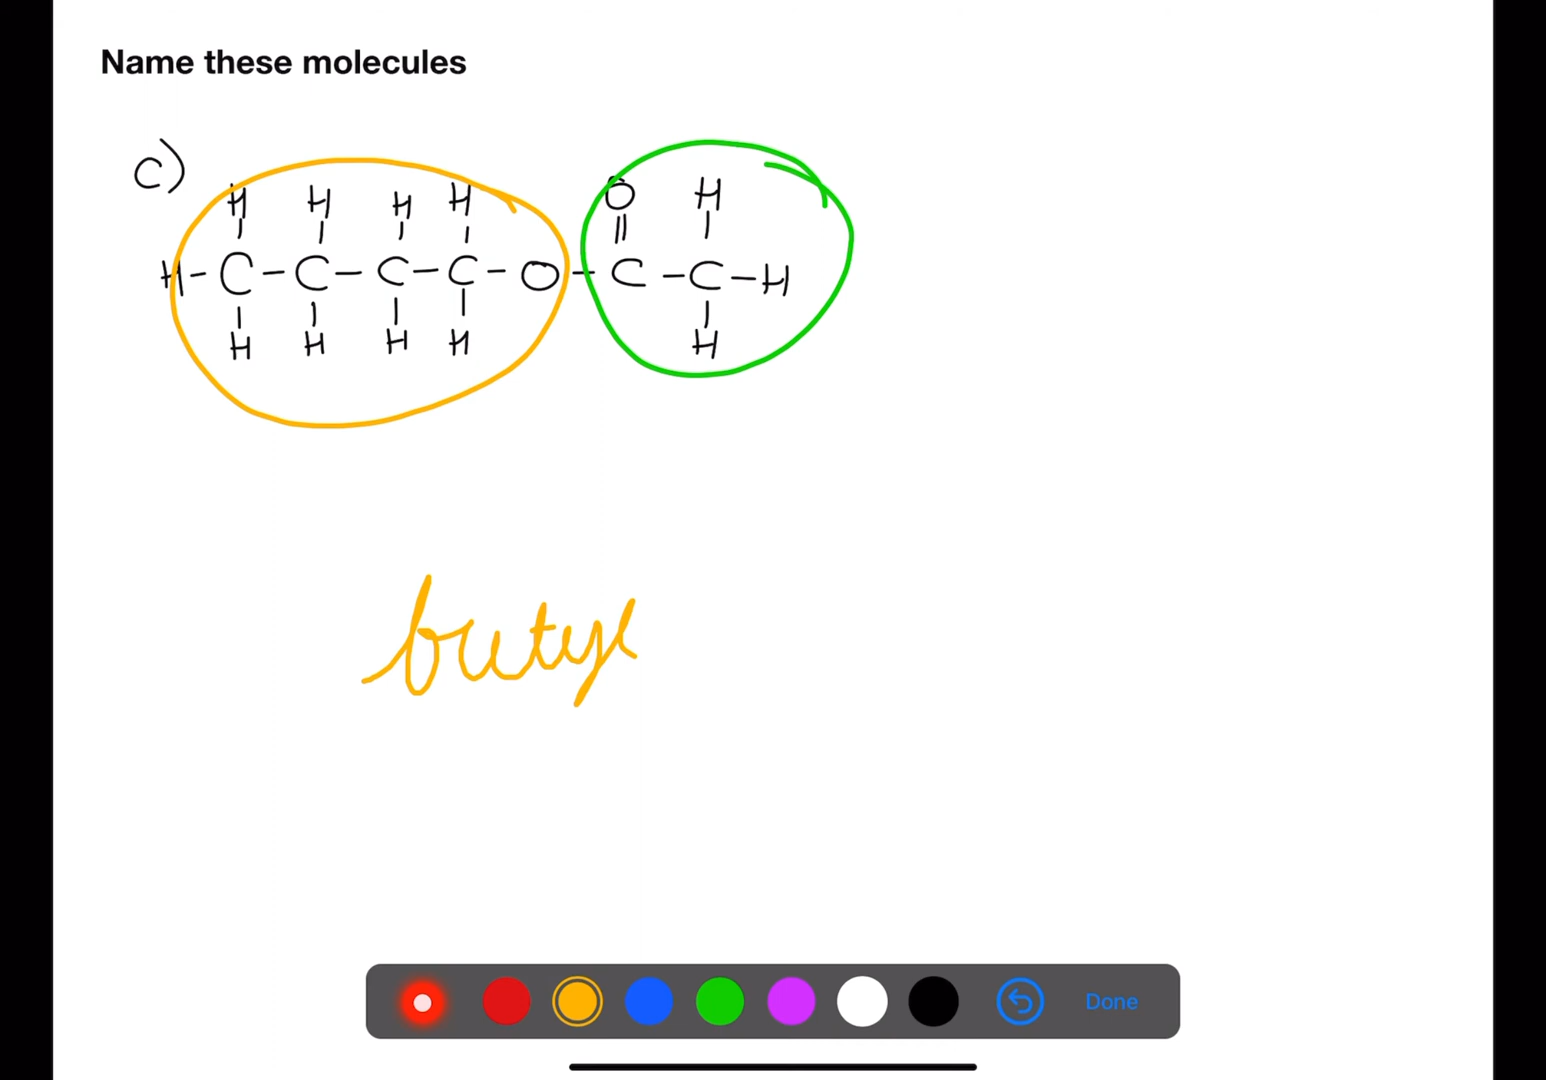 Name these molecules
c)
H H H H O H
H-C-C-C-C-O-C-C-H
H H H H H
butyl
Done